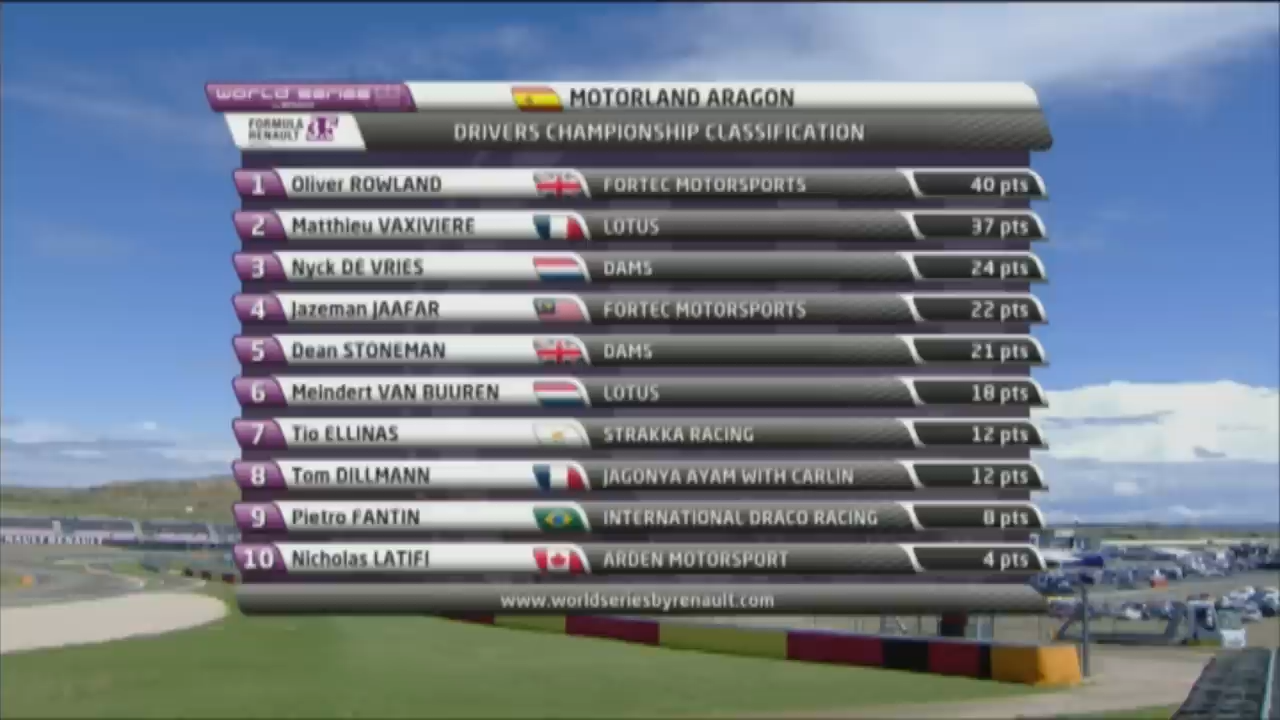 WORLD SERIES
MOTORLAND ARAGON
FORMULA
RENAULT 3.5
DRIVERS CHAMPIONSHIP CLASSIFICATION
1 Oliver ROWLAND FORTEC MOTORSPORTS 40 pts
2 Matthieu VAXIVIERE LOTUS 37 pts
3 Nyck DE VRIES DAMS 24 pts
4 Jazeman JAAFAR FORTEC MOTORSPORTS 22 pts
5 Dean STONEMAN DAMS 21 pts
6 Meindert VAN BUUREN LOTUS 18 pts
7 Tio ELLINAS STRAKKA RACING 12 pts
8 Tom DILLMANN JAGONYA AYAM WITH CARLIN 12 pts
9 Pietro FANTIN INTERNATIONAL DRACO RACING 8 pts
10 Nicholas LATIFI ARDEN MOTORSPORT 4 pts
www.worldseriesbyrenault.com